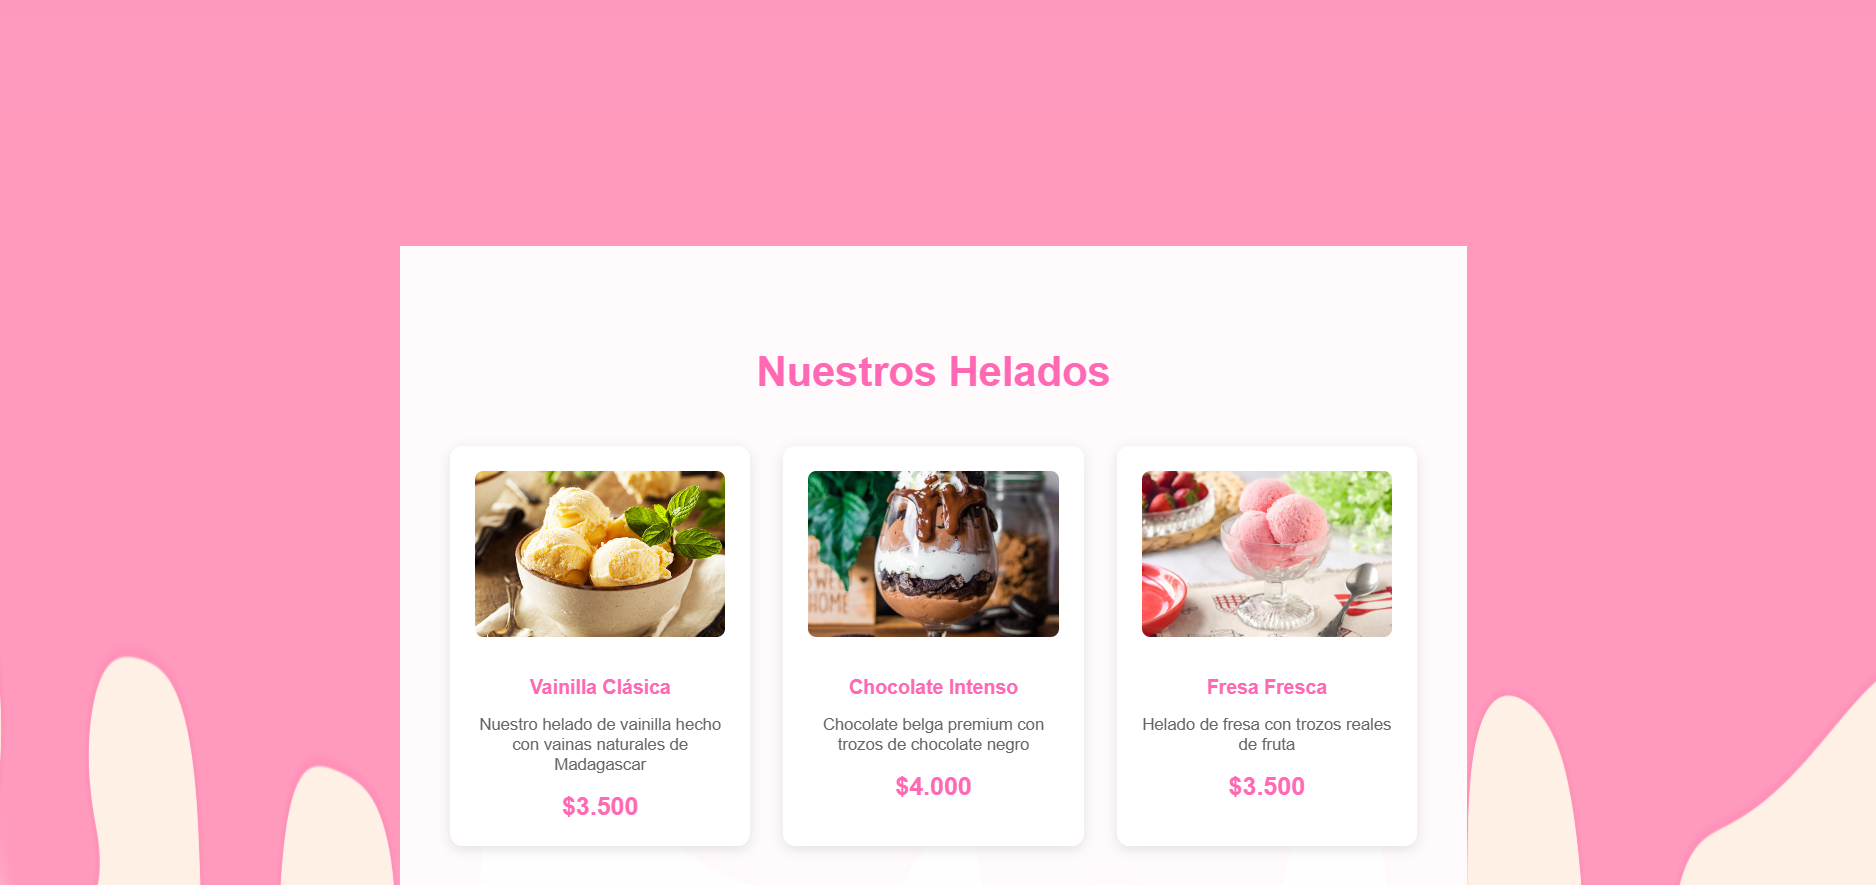 Nuestros Helados
SWEET
HOME
Vainilla Clásica
Nuestro helado de vainilla hecho
con vainas naturales de
Madagascar
$3.500
Chocolate Intenso
Chocolate belga premium con
trozos de chocolate negro
$4.000
Fresa Fresca
Helado de fresa con trozos reales
de fruta
$3.500